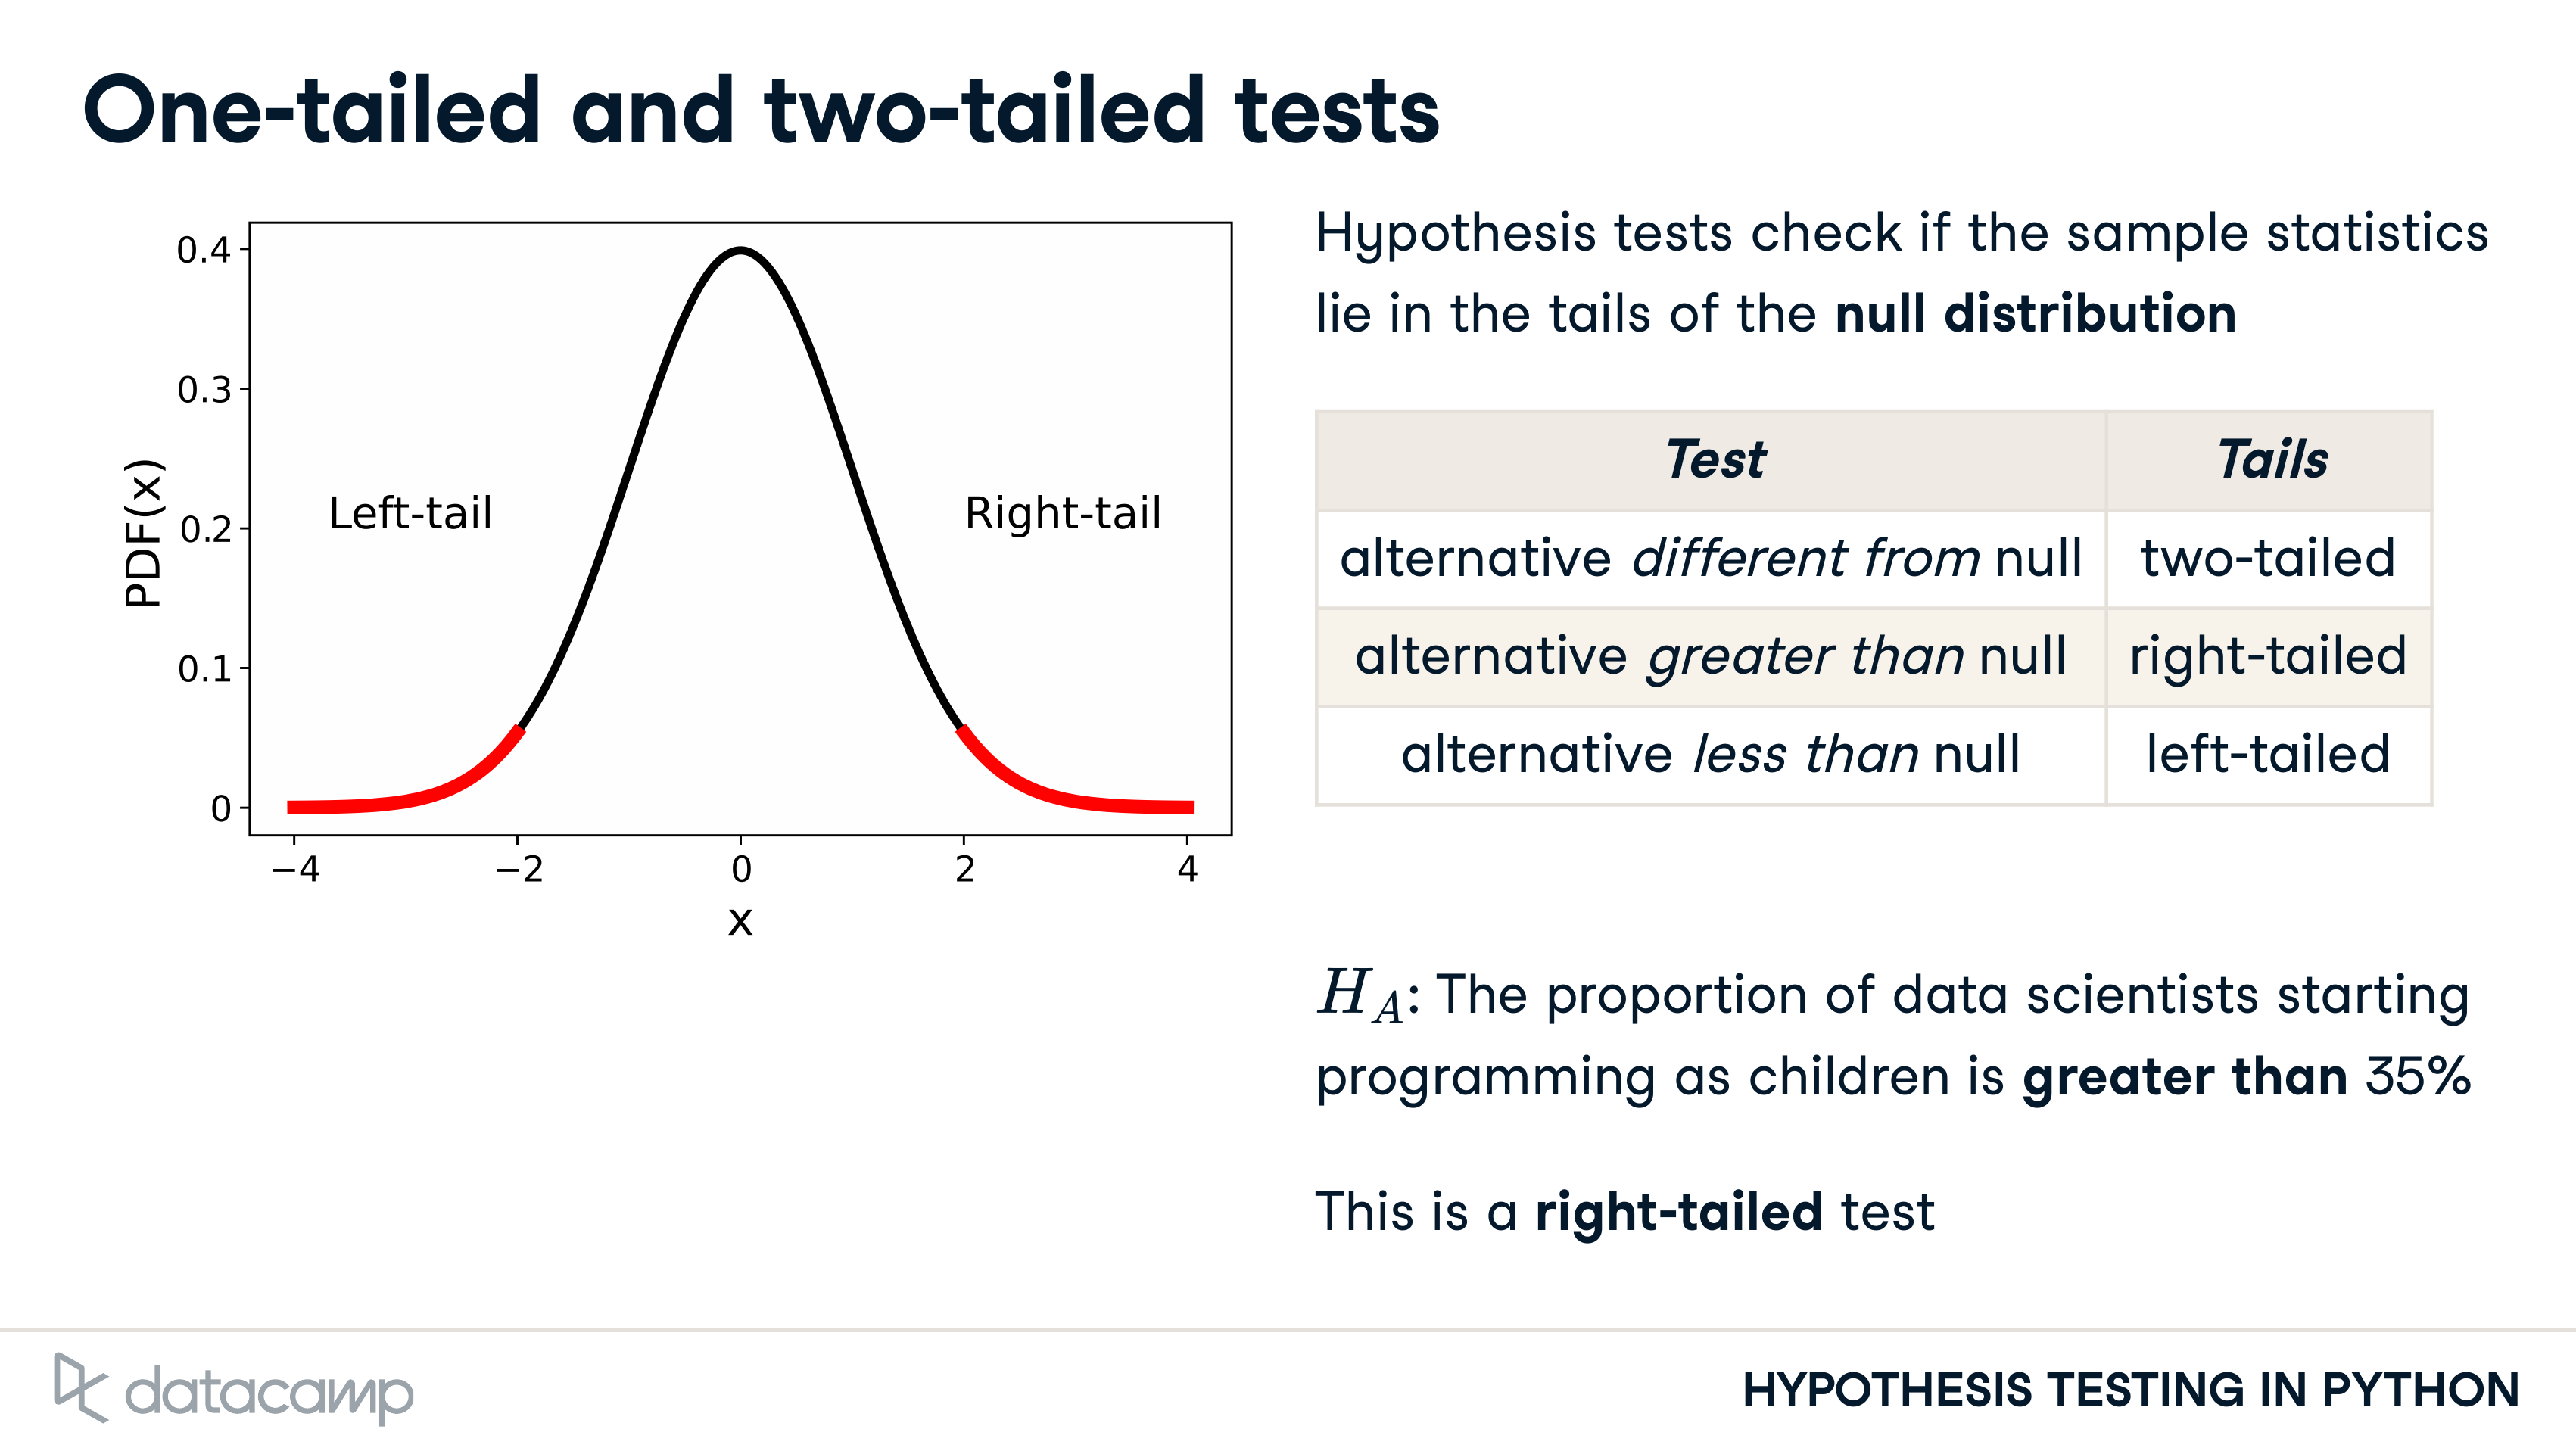 One-tailed and two-tailed tests
0.4
0.3
0.2
0.1
0
PDF(x)
Left-tail
Right-tail
−4 −2 0 2 4
x
Hypothesis tests check if the sample statistics
lie in the tails of the null distribution
Test Tails
alternative different from null two-tailed
alternative greater than null right-tailed
alternative less than null left-tailed
H_A: The proportion of data scientists starting
programming as children is greater than 35%
This is a right-tailed test
datacamp
HYPOTHESIS TESTING IN PYTHON